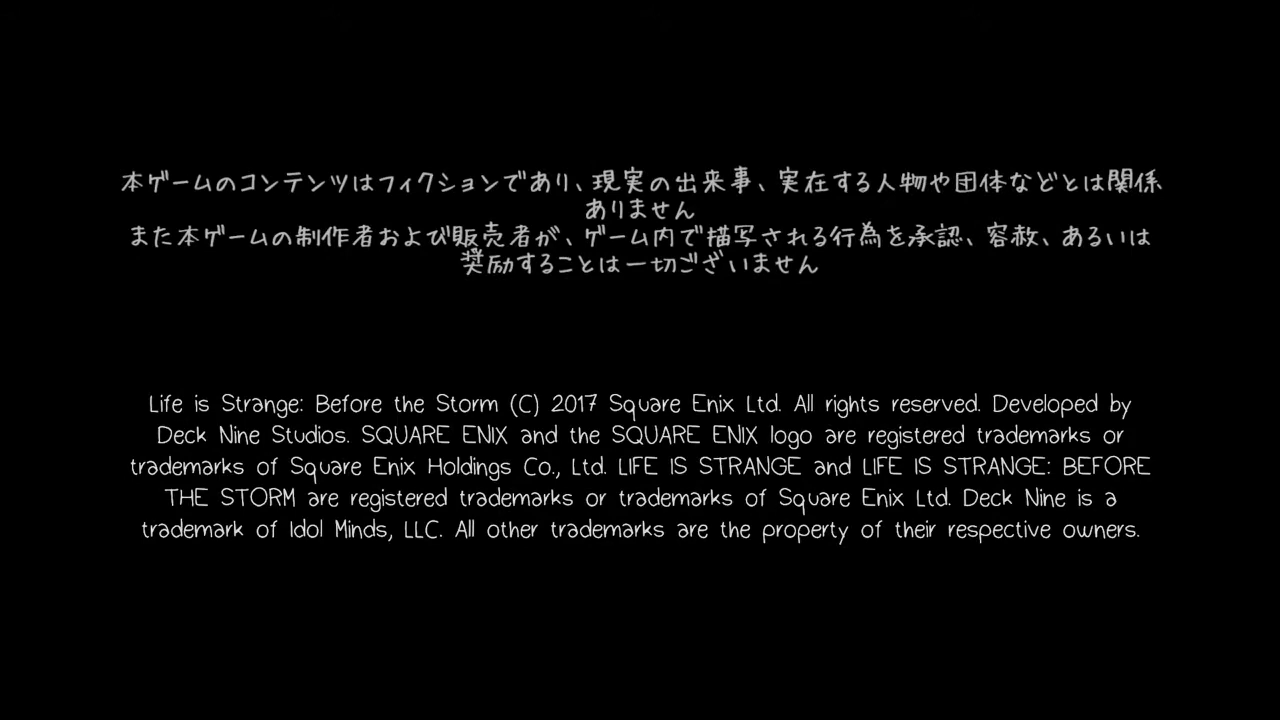 本ゲームのコンテンツはフィクションであり、現実の出来事、実在する人物や団体などとは関係
ありません
また本ゲームの制作者および販売者が、ゲーム内で描写される行為を承認、容赦、あるいは
奨励することは一切ございません
Life is Strange: Before the Storm (C) 2017 Square Enix Ltd. All rights reserved. Developed by
Deck Nine Studios. SQUARE ENIX and the SQUARE ENIX logo are registered trademarks or
trademarks of Square Enix Holdings Co., Ltd. LIFE IS STRANGE and LIFE IS STRANGE: BEFORE
THE STORM are registered trademarks or trademarks of Square Enix Ltd. Deck Nine is a
trademark of Idol Minds, LLC. All other trademarks are the property of their respective owners.